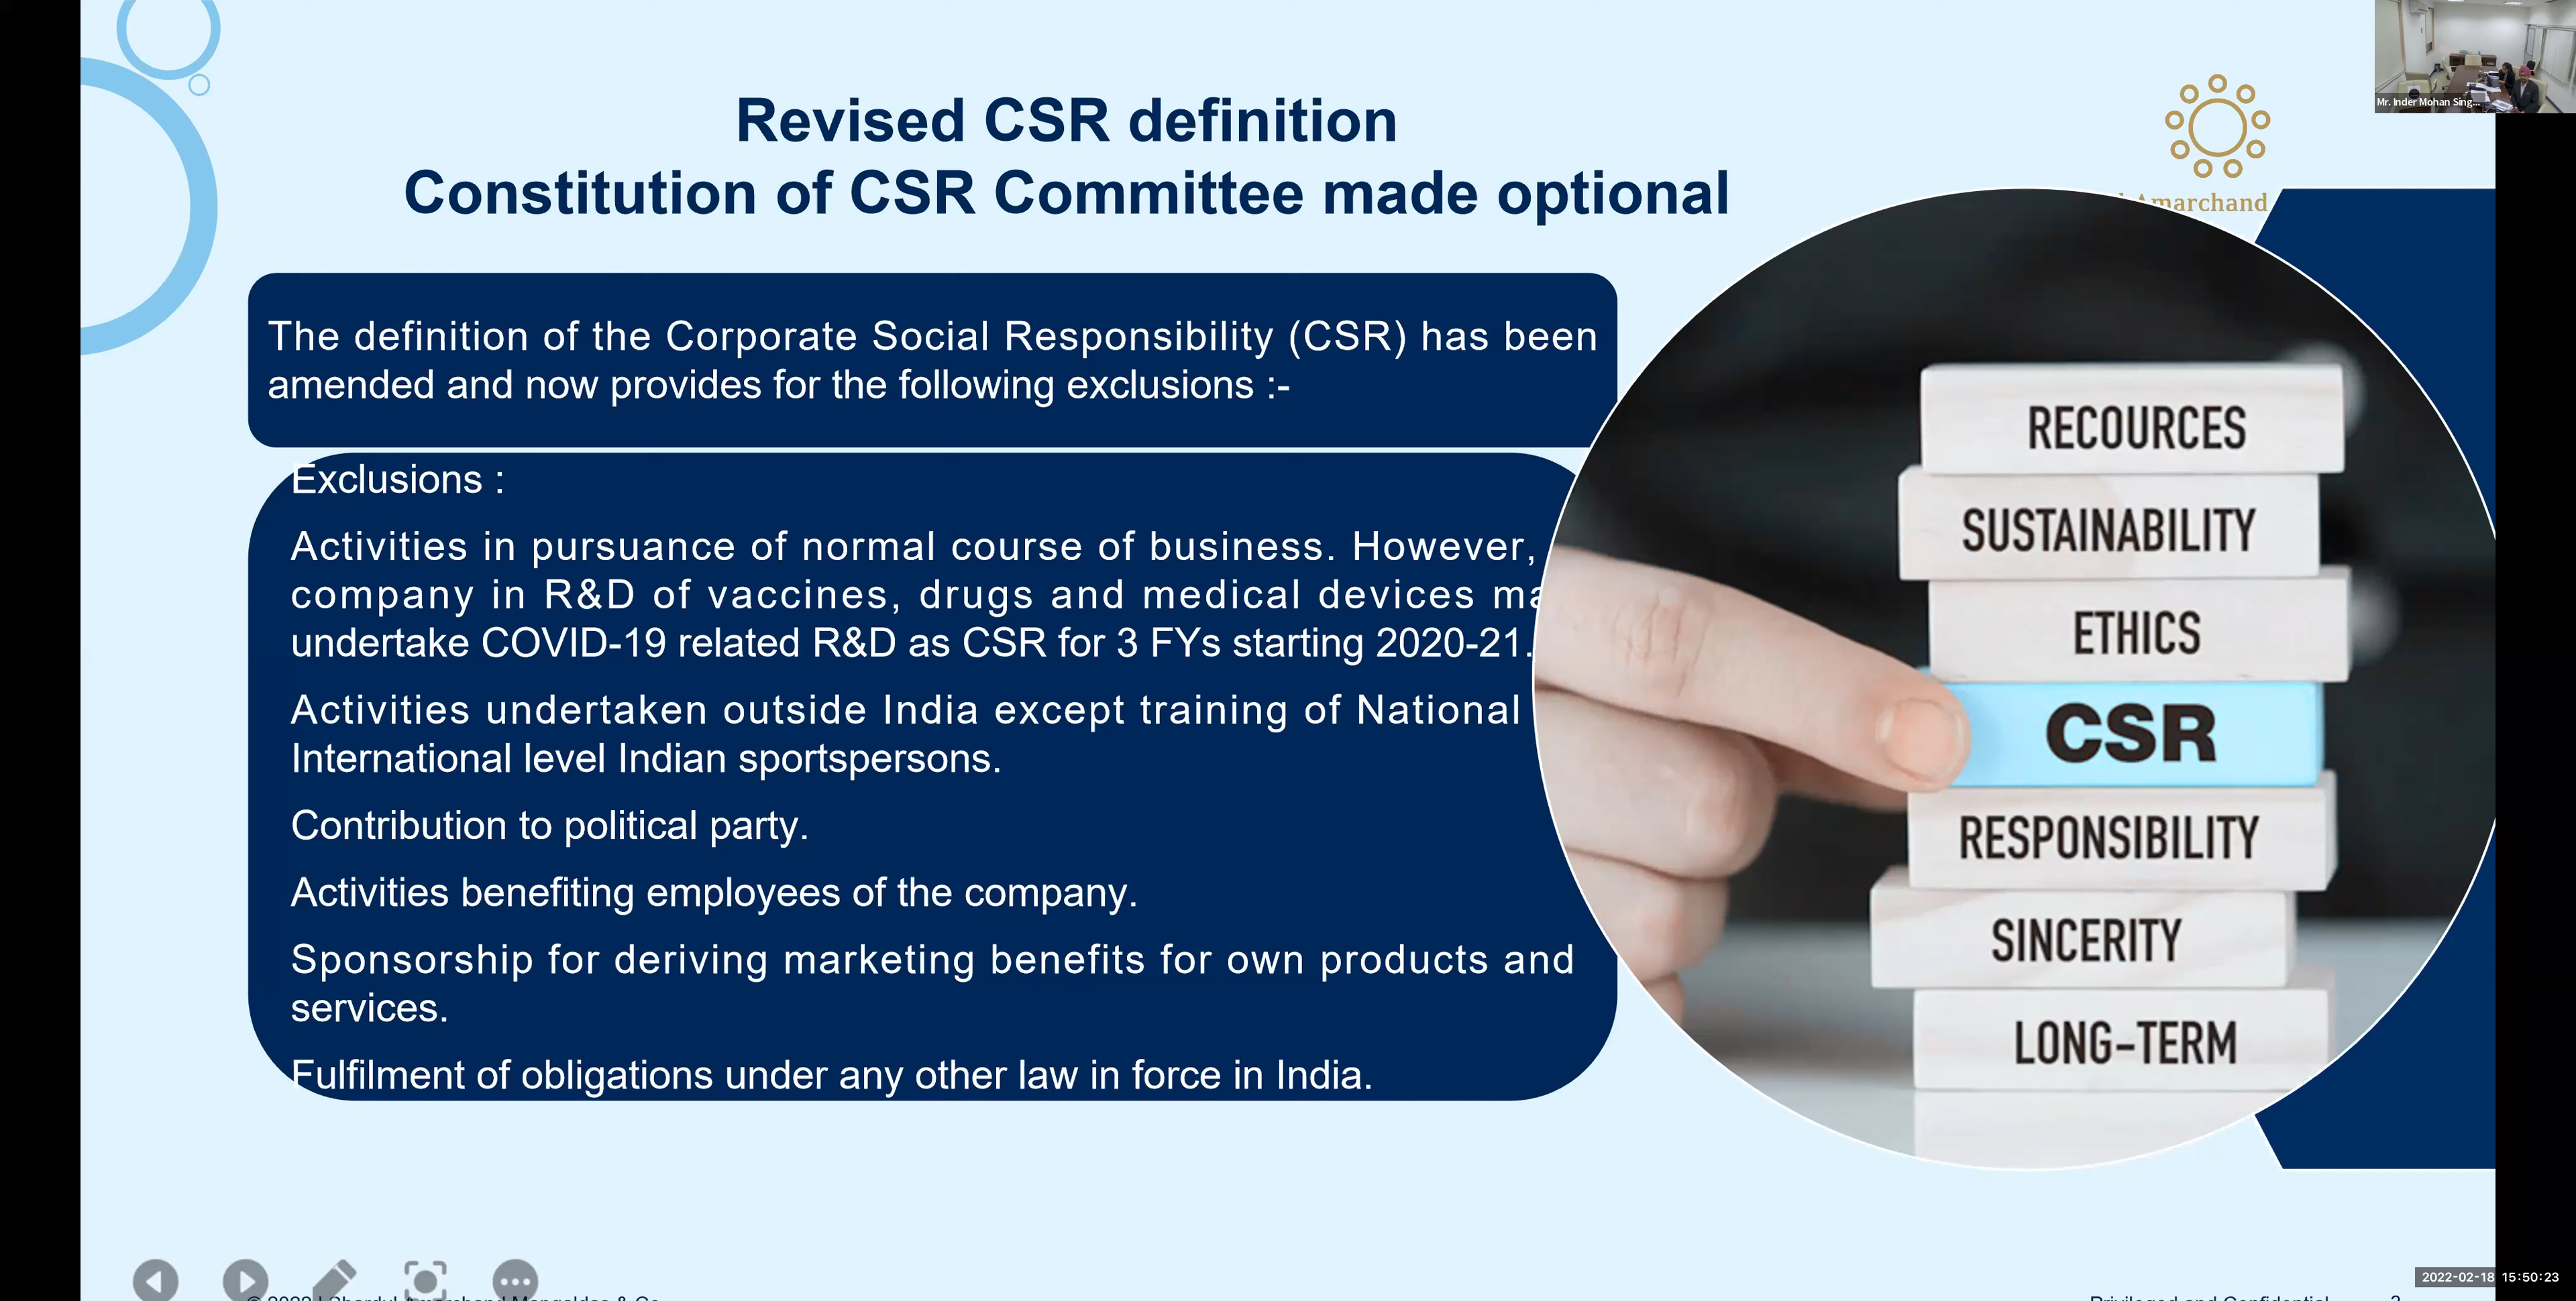 Mr. Inder Mohan Sing...
Revised CSR definition
Constitution of CSR Committee made optional
Amarchand
The definition of the Corporate Social Responsibility (CSR) has been
amended and now provides for the following exclusions :-
Exclusions :
Activities in pursuance of normal course of business. However,
company in R&D of vaccines, drugs and medical devices
undertake COVID-19 related R&D as CSR for 3 FYs starting 2020-21.
Activities undertaken outside India except training of National
International level Indian sportspersons.
Contribution to political party.
Activities benefiting employees of the company.
Sponsorship for deriving marketing benefits for own products and
services.
Fulfilment of obligations under any other law in force in India.
RECOURCES
SUSTAINABILITY
ETHICS
CSR
RESPONSIBILITY
SINCERITY
LONG-TERM
2022-02-18 15:50:23
Privileged and Confidential